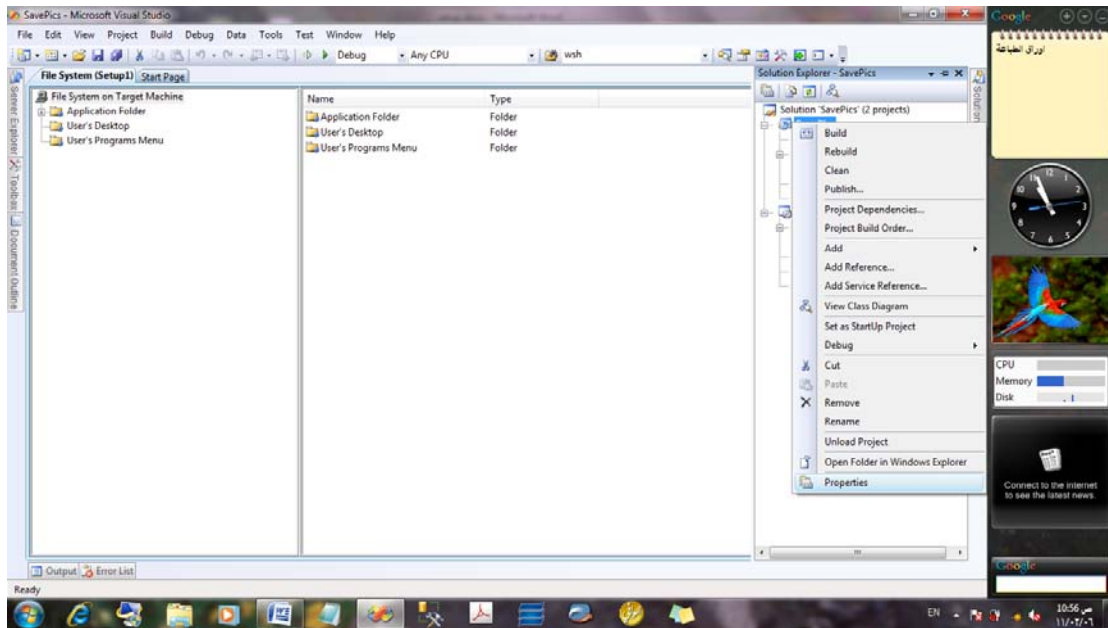 SavePics - Microsoft Visual Studio
File Edit View Project Build Debug Data Tools Test Window Help
Debug Any CPU wsh
File System (Setup1) Start Page
File System on Target Machine
Application Folder
User's Desktop
User's Programs Menu
Name Type
Application Folder Folder
User's Desktop Folder
User's Programs Menu Folder
Server Explorer
Toolbox
Document Outline
Solution Explorer - SavePics
Solution 'SavePics' (2 projects)
Build
Rebuild
Clean
Publish...
Project Dependencies...
Project Build Order...
Add
Add Reference...
Add Service Reference...
View Class Diagram
Set as StartUp Project
Debug
Cut
Paste
Remove
Rename
Unload Project
Open Folder in Windows Explorer
Properties
Output Error List
Ready
Google
اوراق الطباعة
CPU
Memory
Disk
Connect to the internet
to see the latest news.
Google
EN
10:56 ص